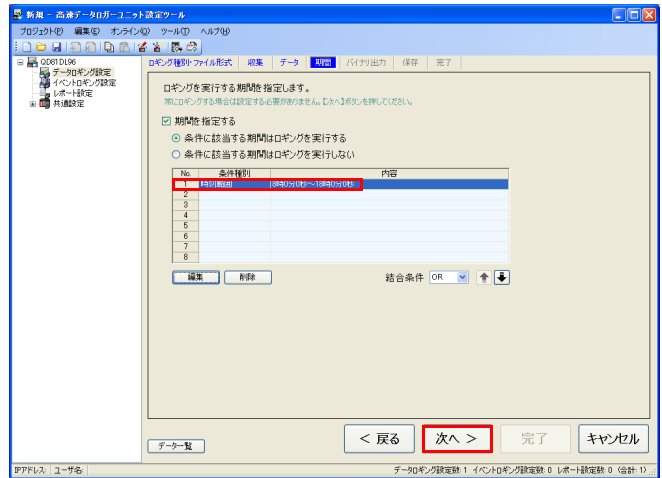 新規 - 高速データロガーユニット設定ツール
プロジェクト(P) 編集(E) オンライン(O) ツール(T) ヘルプ(H)
QD81DL96
データロギング設定
イベントロギング設定
レポート設定
共通設定
ロギング種別・ファイル形式 収集 データ 期間 バイナリ出力 保存 完了
ロギングを実行する期間を指定します。
常にロギングする場合は設定する必要がありません。[次へ]ボタンを押してください。
期間を指定する
条件に該当する期間はロギングを実行する
条件に該当する期間はロギングを実行しない
No. 条件種別 内容
1 時刻範囲 8時0分0秒~18時0分0秒
2
3
4
5
6
7
8
編集 削除 結合条件 OR
データ一覧 < 戻る 次へ > 完了 キャンセル
IPアドレス: ユーザ名: データロギング設定数: 1 イベントロギング設定数: 0 レポート設定数: 0 (合計: 1)